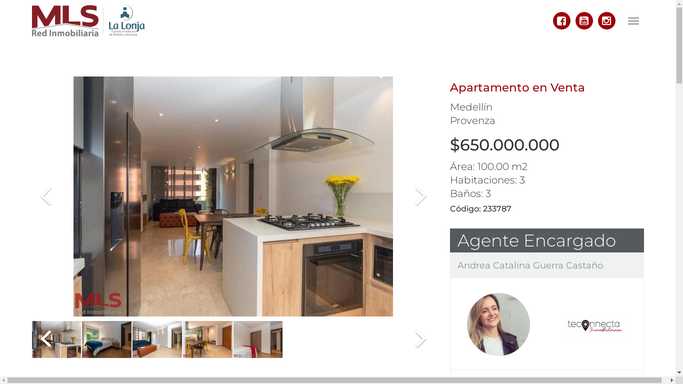 MLS
Red Inmobiliaria
La Lonja
Apartamento en Venta
Medellín
Provenza
$650.000.000
Área: 100.00 m2
Habitaciones: 3
Baños: 3
Código: 233787
Agente Encargado
Andrea Catalina Guerra Castaño
MLS
teconnecta